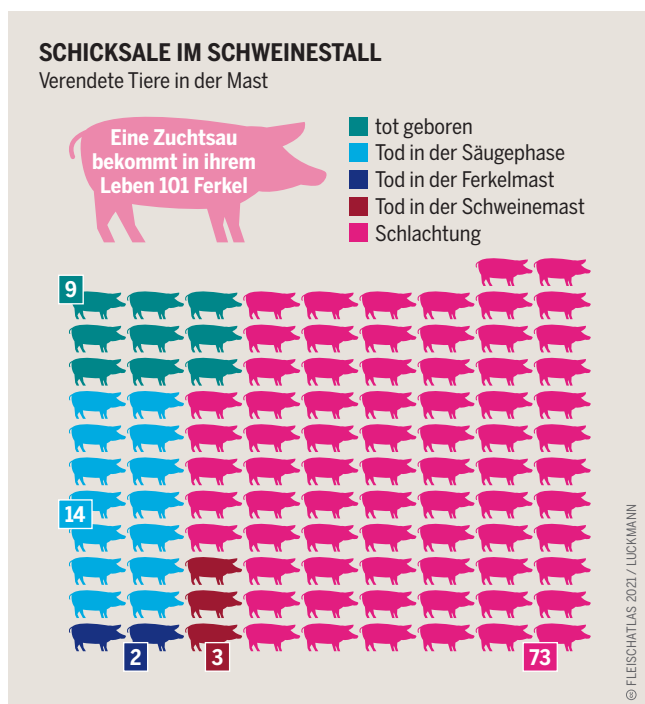 SCHICKSALE IM SCHWEINESTALL
Verendete Tiere in der Mast
Eine Zuchtsau
bekommt in ihrem
Leben 101 Ferkel
tot geboren
Tod in der Säugephase
Tod in der Ferkelmast
Tod in der Schweinemast
Schlachtung
9
14
2
3
73
© FLEISCHATLAS 2021 / LUCKMANN